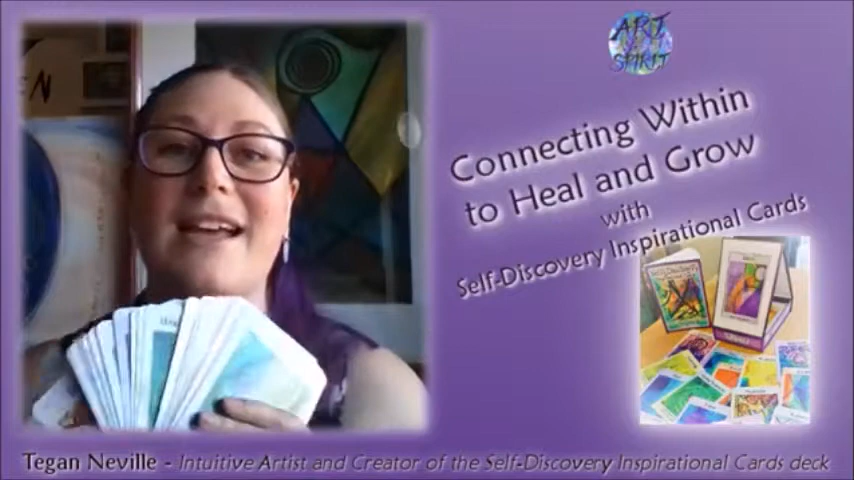 ART
SPIRIT
Connecting Within
to Heal and Grow
with
Self-Discovery Inspirational Cards
Tegan Neville - Intuitive Artist and Creator of the Self-Discovery Inspirational Cards deck